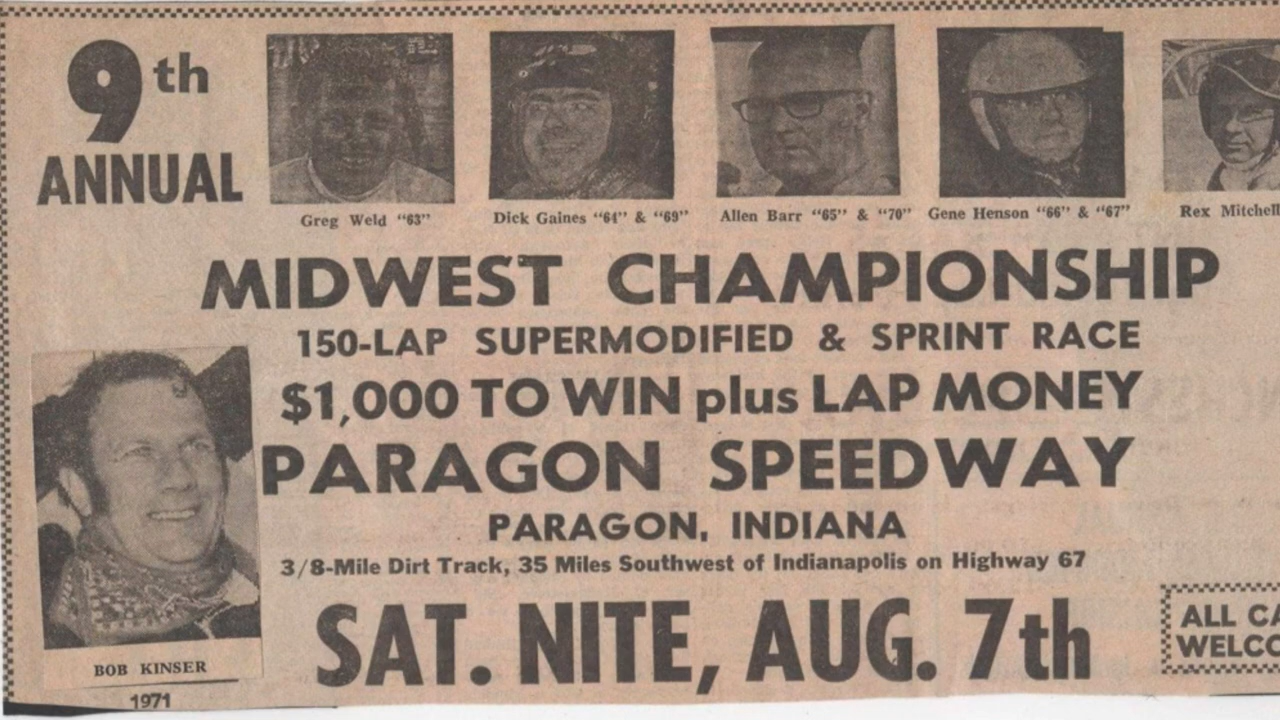 9th
ANNUAL
Greg Weld "63"
Dick Gaines "64" & "69"
Allen Barr "65" & "70"
Gene Henson "66" & "67"
Rex Mitchell
MIDWEST CHAMPIONSHIP
150-LAP SUPERMODIFIED & SPRINT RACE
$1,000 TO WIN plus LAP MONEY
PARAGON SPEEDWAY
PARAGON, INDIANA
3/8-Mile Dirt Track, 35 Miles Southwest of Indianapolis on Highway 67
SAT. NITE, AUG. 7th
ALL CA
WELCO
BOB KINSER
1971